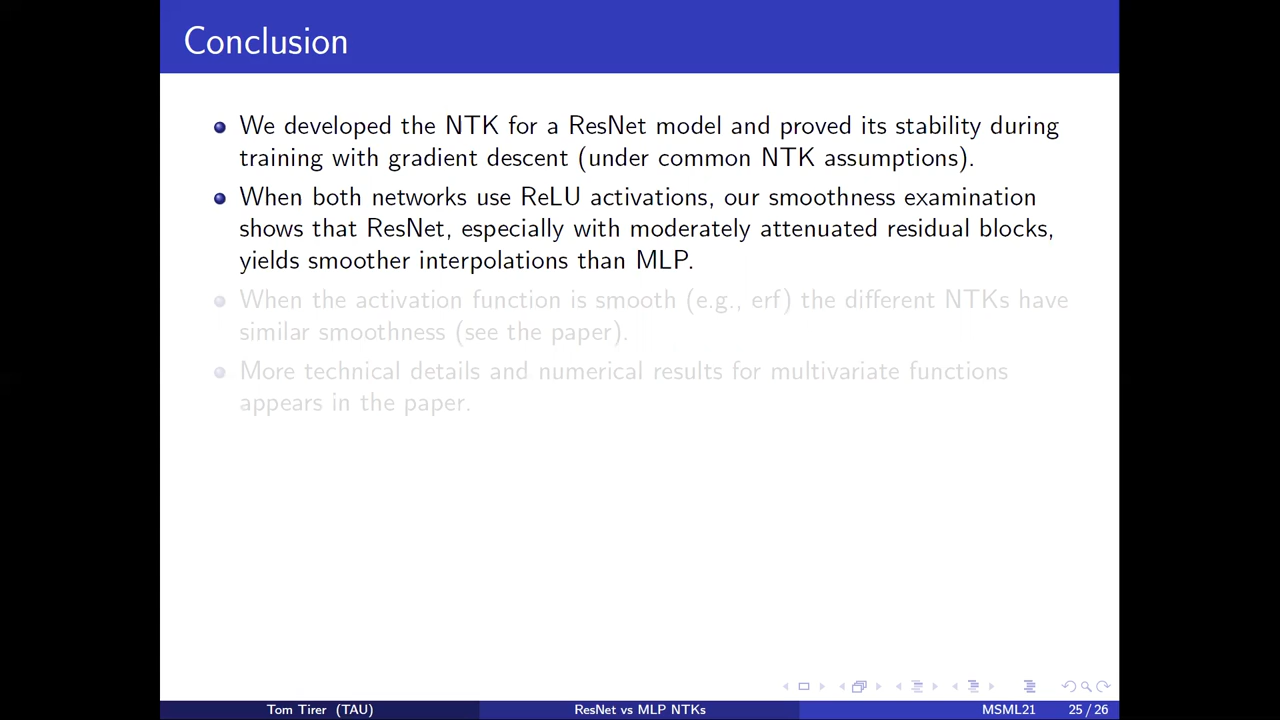 Conclusion
We developed the NTK for a ResNet model and proved its stability during
training with gradient descent (under common NTK assumptions).
When both networks use ReLU activations, our smoothness examination
shows that ResNet, especially with moderately attenuated residual blocks,
yields smoother interpolations than MLP.
When the activation function is smooth (e.g., erf) the different NTKs have
similar smoothness (see the paper).
More technical details and numerical results for multivariate functions
appears in the paper.
Tom Tirer (TAU) ResNet vs MLP NTKs MSML21 25 / 26